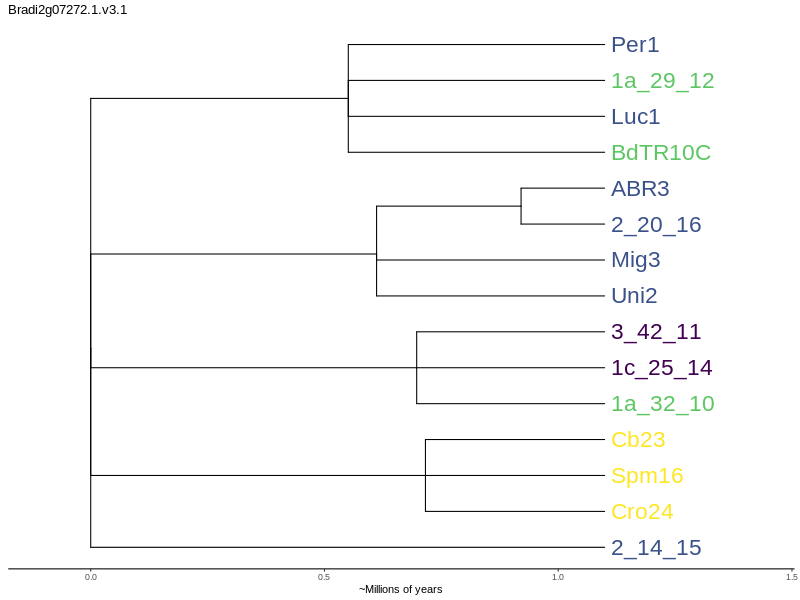 Bradi2g07272.1.v3.1
Per1
1a_29_12
Luc1
BdTR10C
ABR3
2_20_16
Mig3
Uni2
3_42_11
1c_25_14
1a_32_10
Cb23
Spm16
Cro24
2_14_15
0.0 0.5 1.0 1.5
~Millions of years